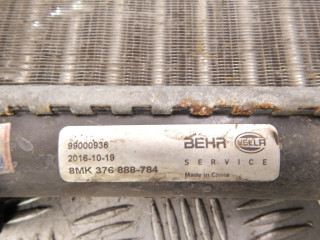 99000936
2016-10-19
8MK 376 888-784
BEHR HELLA
SERVICE
Made in China